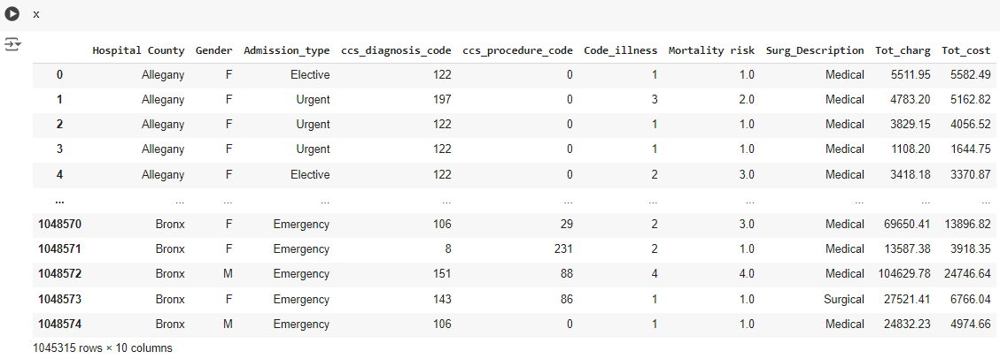 x
Hospital County Gender Admission_type ccs_diagnosis_code ccs_procedure_code Code_illness Mortality risk Surg_Description Tot_charg Tot_cost
0 Allegany F Elective 122 0 1 1.0 Medical 5511.95 5582.49
1 Allegany F Urgent 197 0 3 2.0 Medical 4783.20 5162.82
2 Allegany F Urgent 122 0 1 1.0 Medical 3829.15 4056.52
3 Allegany F Urgent 122 0 1 1.0 Medical 1108.20 1644.75
4 Allegany F Elective 122 0 2 3.0 Medical 3418.18 3370.87
... ... ... ... ... ... ... ... ... ... ...
1048570 Bronx F Emergency 106 29 2 3.0 Medical 69650.41 13896.82
1048571 Bronx F Emergency 8 231 2 1.0 Medical 13587.38 3918.35
1048572 Bronx M Emergency 151 88 4 4.0 Medical 104629.78 24746.64
1048573 Bronx F Emergency 143 86 1 1.0 Surgical 27521.41 6766.04
1048574 Bronx M Emergency 106 0 1 1.0 Medical 24832.23 4974.66
1045315 rows × 10 columns